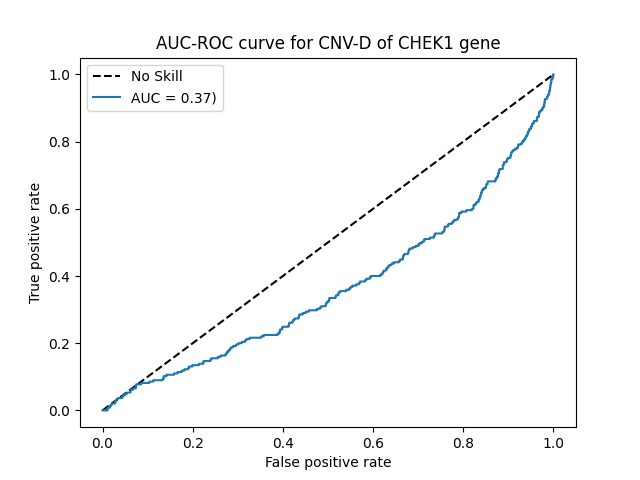 AUC-ROC curve for CNV-D of CHEK1 gene
No Skill
AUC = 0.37)
True positive rate
1.0
0.8
0.6
0.4
0.2
0.0
0.0 0.2 0.4 0.6 0.8 1.0
False positive rate